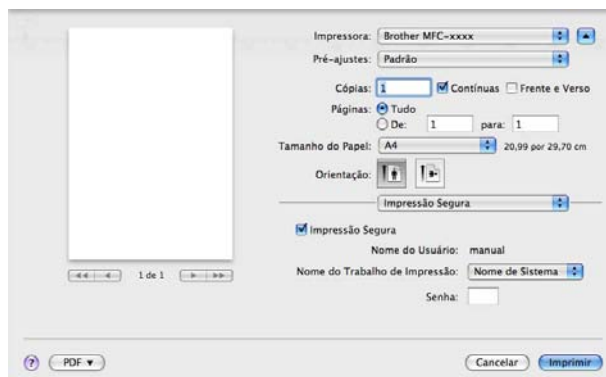 Impressora: Brother MFC-xxxx
Pré-ajustes: Padrão
Cópias: 1 Contínuas Frente e Verso
Páginas: Tudo
De: 1 para: 1
Tamanho do Papel: A4 20,99 por 29,70 cm
Orientação:
Impressão Segura
Impressão Segura
Nome do Usuário: manual
Nome do Trabalho de Impressão: Nome de Sistema
Senha:
1 de 1
? PDF Cancelar Imprimir